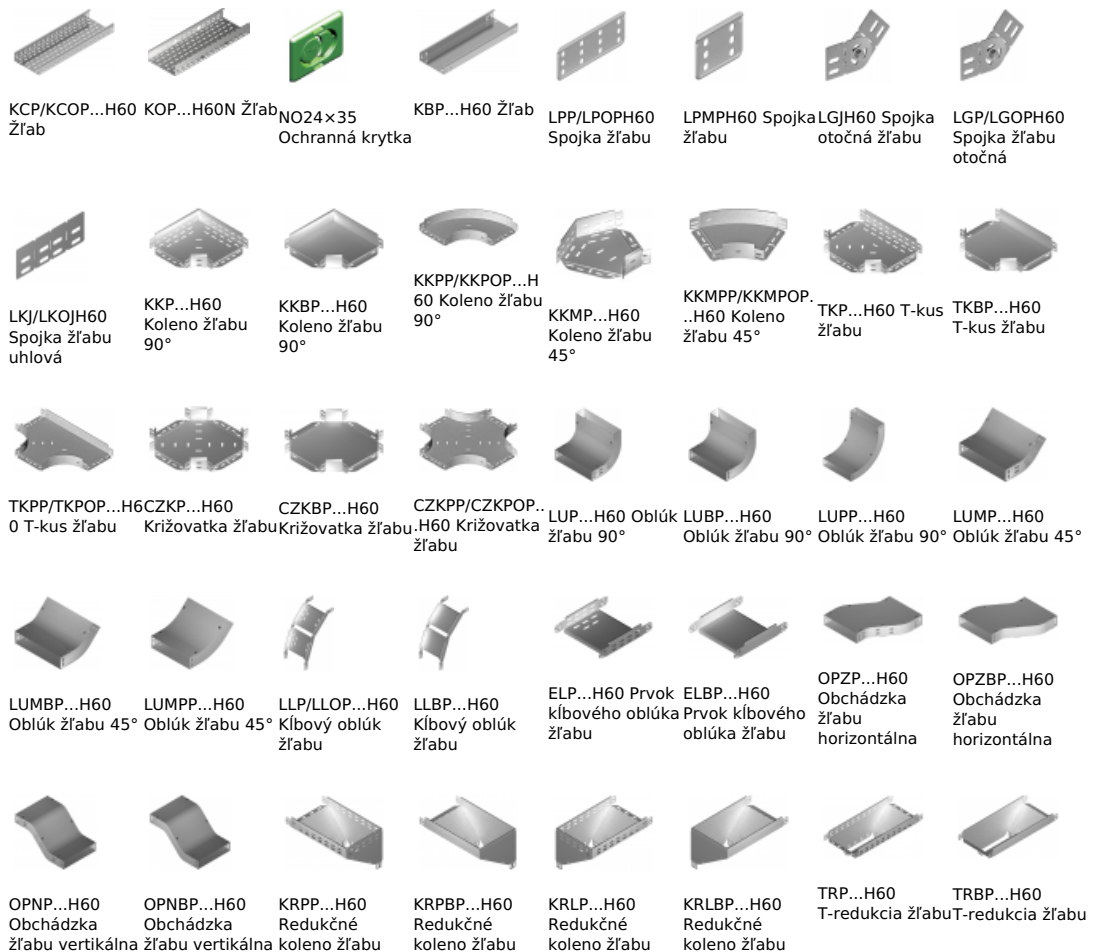 KCP/KCOP...H60
Žľab
KOP...H60N Žľab
NO24×35
Ochranná krytka
KBP...H60 Žľab
LPP/LPOPH60
Spojka žľabu
LPMPH60 Spojka
žľabu
LGJH60 Spojka
otočná žľabu
LGP/LGOPH60
Spojka žľabu
otočná
LKJ/LKOJH60
Spojka žľabu
uhlová
KKP...H60
Koleno žľabu
90°
KKBP...H60
Koleno žľabu
90°
KKPP/KKPOP...H
60 Koleno žľabu
90°
KKMP...H60
Koleno žľabu
45°
KKMPP/KKMPOP.
..H60 Koleno
žľabu 45°
TKP...H60 T-kus
žľabu
TKBP...H60
T-kus žľabu
TKPP/TKPOP...H6
0 T-kus žľabu
CZKP...H60
Križovatka žľabu
CZKBP...H60
Križovatka žľabu
CZKPP/CZKPOP..
.H60 Križovatka
žľabu
LUP...H60 Oblúk
žľabu 90°
LUBP...H60
Oblúk žľabu 90°
LUPP...H60
Oblúk žľabu 90°
LUMP...H60
Oblúk žľabu 45°
LUMBP...H60
Oblúk žľabu 45°
LUMPP...H60
Oblúk žľabu 45°
LLP/LLOP...H60
Kĺbový oblúk
žľabu
LLBP...H60
Kĺbový oblúk
žľabu
ELP...H60 Prvok
kĺbového oblúka
žľabu
ELBP...H60
Prvok kĺbového
oblúka žľabu
OPZP...H60
Obchádzka
žľabu
horizontálna
OPZBP...H60
Obchádzka
žľabu
horizontálna
OPNP...H60
Obchádzka
žľabu vertikálna
OPNBP...H60
Obchádzka
žľabu vertikálna
KRPP...H60
Redukčné
koleno žľabu
KRPBP...H60
Redukčné
koleno žľabu
KRLP...H60
Redukčné
koleno žľabu
KRLBP...H60
Redukčné
koleno žľabu
TRP...H60
T-redukcia žľabu
TRBP...H60
T-redukcia žľabu